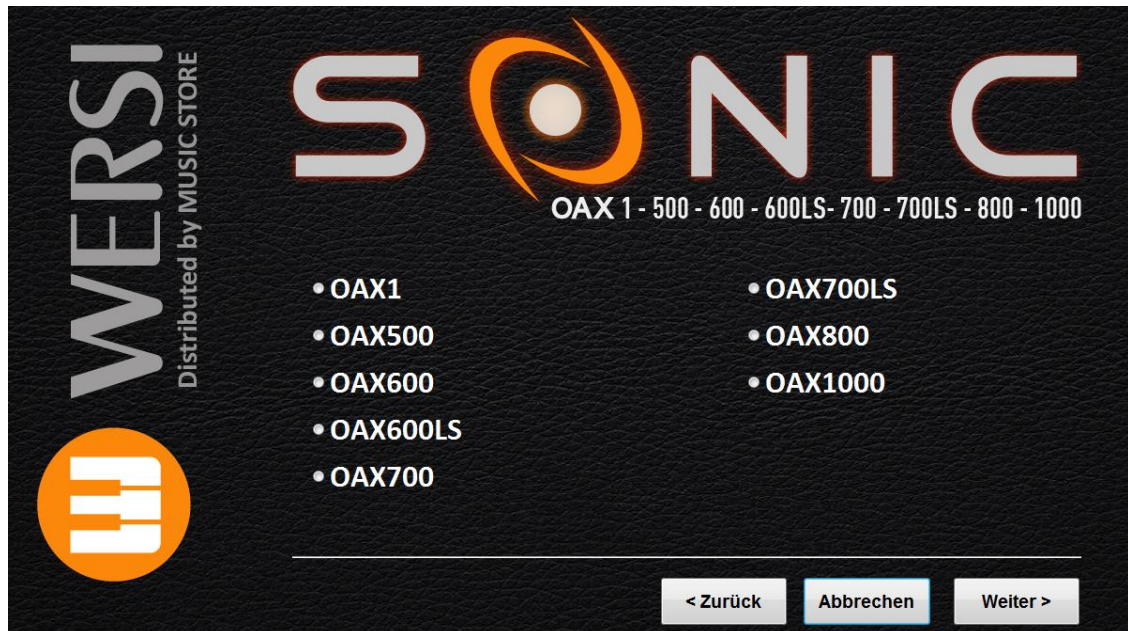 WERSI
Distributed by MUSIC STORE
SONIC
OAX 1 - 500 - 600 - 600LS- 700 - 700LS - 800 - 1000
OAX1
OAX500
OAX600
OAX600LS
OAX700
OAX700LS
OAX800
OAX1000
< Zurück
Abbrechen
Weiter >